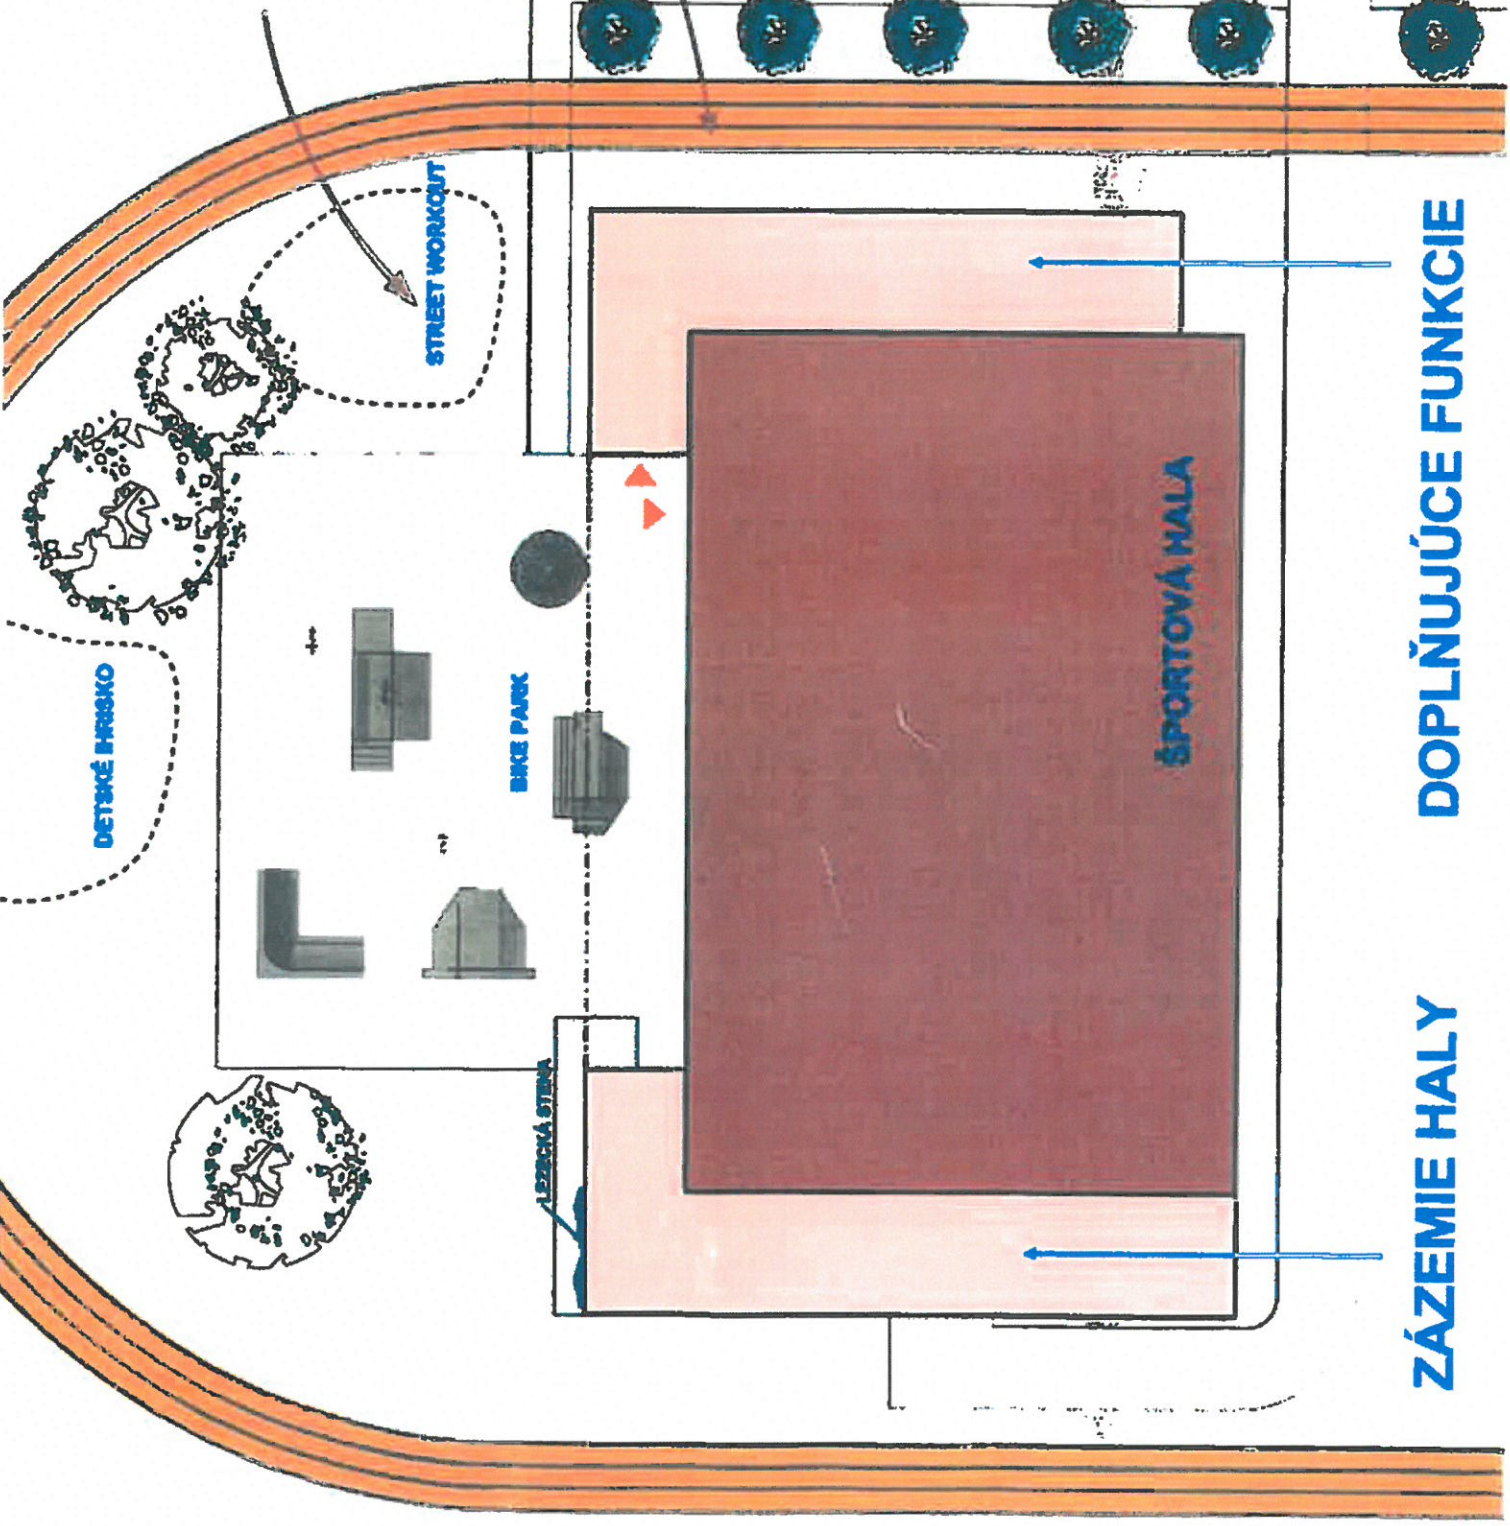 STREET WORKOUT
DETSKÉ IHRISKO
BIKE PARK
LEZECKÁ STENA
ŠPORTOVÁ HALA
ZÁZEMIE HALY
DOPLŇUJÚCE FUNKCIE